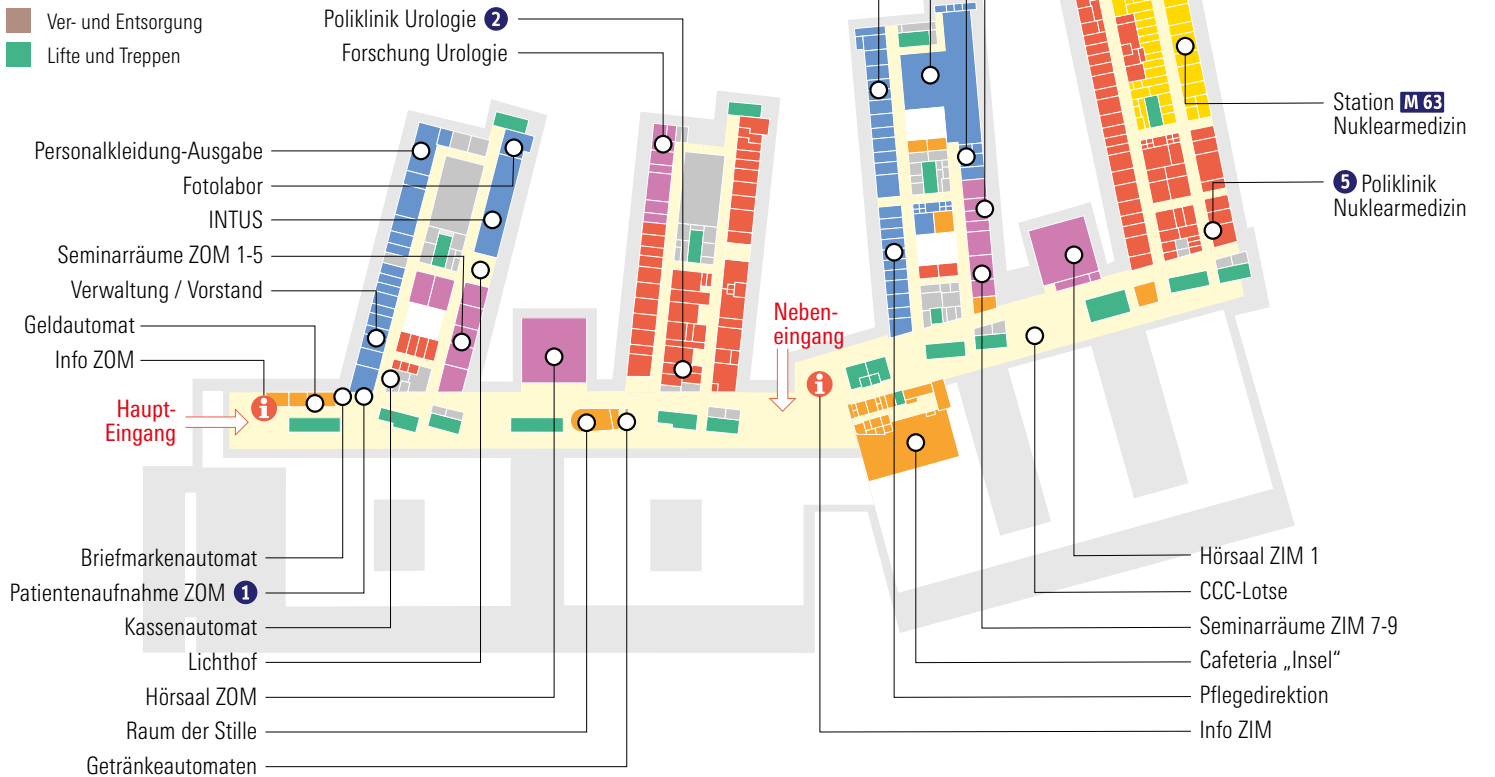 Ver- und Entsorgung
Lifte und Treppen
Poliklinik Urologie 2
Forschung Urologie
Personalkleidung-Ausgabe
Fotolabor
INTUS
Seminarräume ZOM 1-5
Verwaltung / Vorstand
Geldautomat
Info ZOM
Haupt-
Eingang
i
Briefmarkenautomat
Patientenaufnahme ZOM 1
Kassenautomat
Lichthof
Hörsaal ZOM
Raum der Stille
Getränkeautomaten
Neben-
eingang
i
Station M 63
Nuklearmedizin
5 Poliklinik
Nuklearmedizin
Hörsaal ZIM 1
CCC-Lotse
Seminarräume ZIM 7-9
Cafeteria „Insel“
Pflegedirektion
Info ZIM